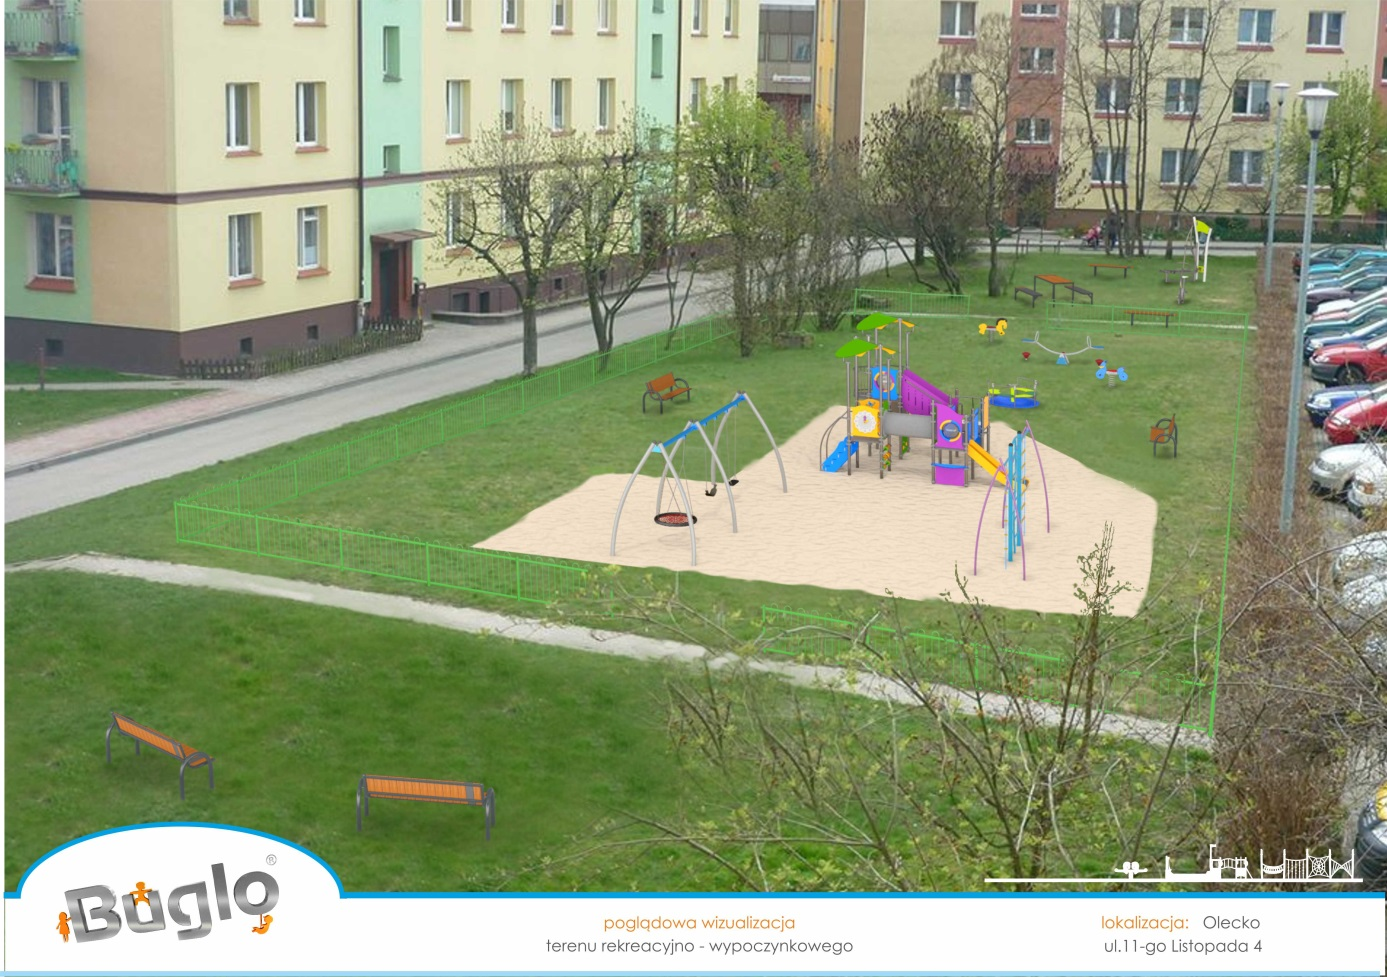 Buglo ®
poglądowa wizualizacja
terenu rekreacyjno - wypoczynkowego
lokalizacja: Olecko
ul.11-go Listopada 4